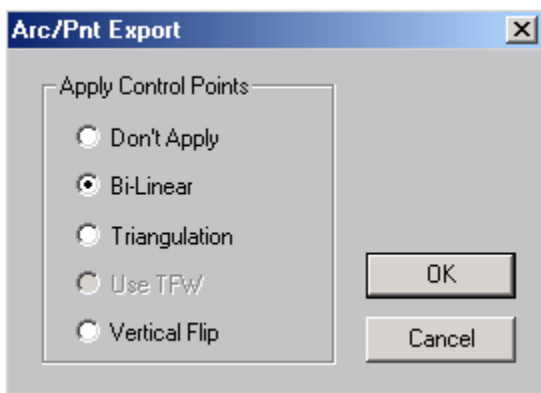 Arc/Pnt Export
Apply Control Points
Don't Apply
Bi-Linear
Triangulation
Use TFW
Vertical Flip
OK
Cancel